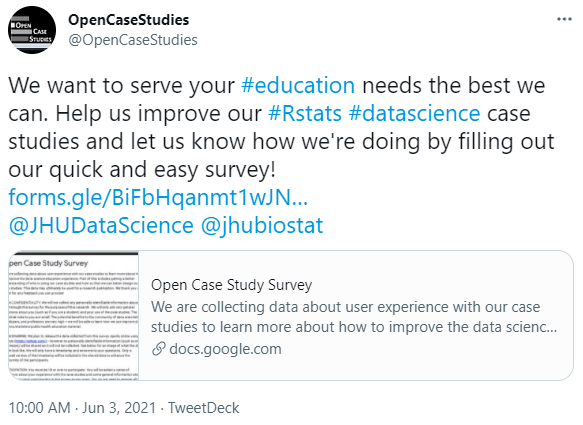 OPEN
CASE
STUDIES
OpenCaseStudies
@OpenCaseStudies
We want to serve your #education needs the best we
can. Help us improve our #Rstats #datascience case
studies and let us know how we're doing by filling out
our quick and easy survey!
forms.gle/BiFbHqanmt1wJN...
@JHUDataScience @jhubiostat
pen Case Study Survey
Open Case Study Survey
We are collecting data about user experience with our case
studies to learn more about how to improve the data scienc...
docs.google.com
10:00 AM · Jun 3, 2021 · TweetDeck